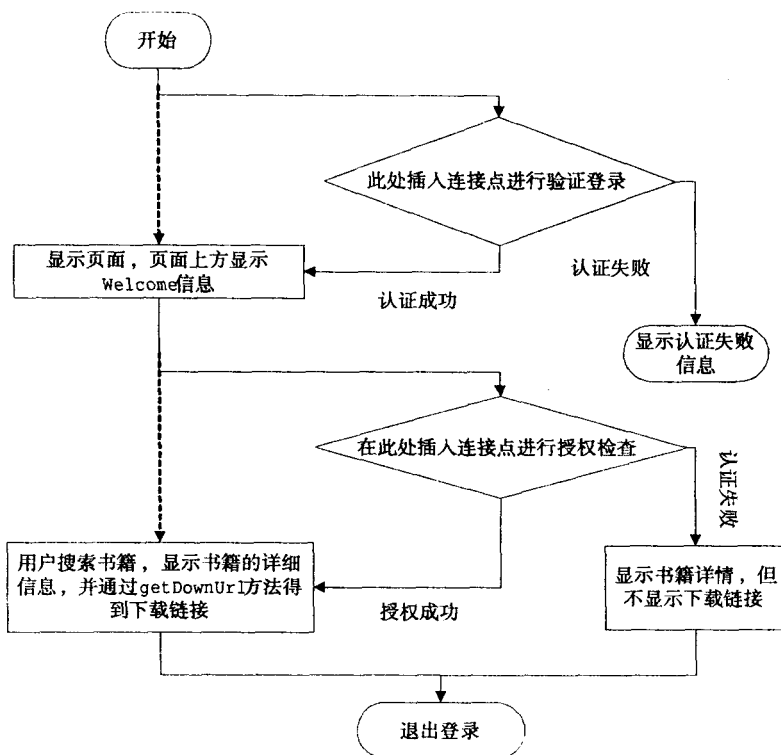 开始
此处插入连接点进行验证登录
显示页面，页面上方显示
Welcome信息
认证成功
认证失败
显示认证失败
信息
在此处插入连接点进行授权检查
认证失败
用户搜索书籍，显示书籍的详细
信息，并通过getDownUrl方法得
到下载链接
授权成功
显示书籍详情，但
不显示下载链接
退出登录